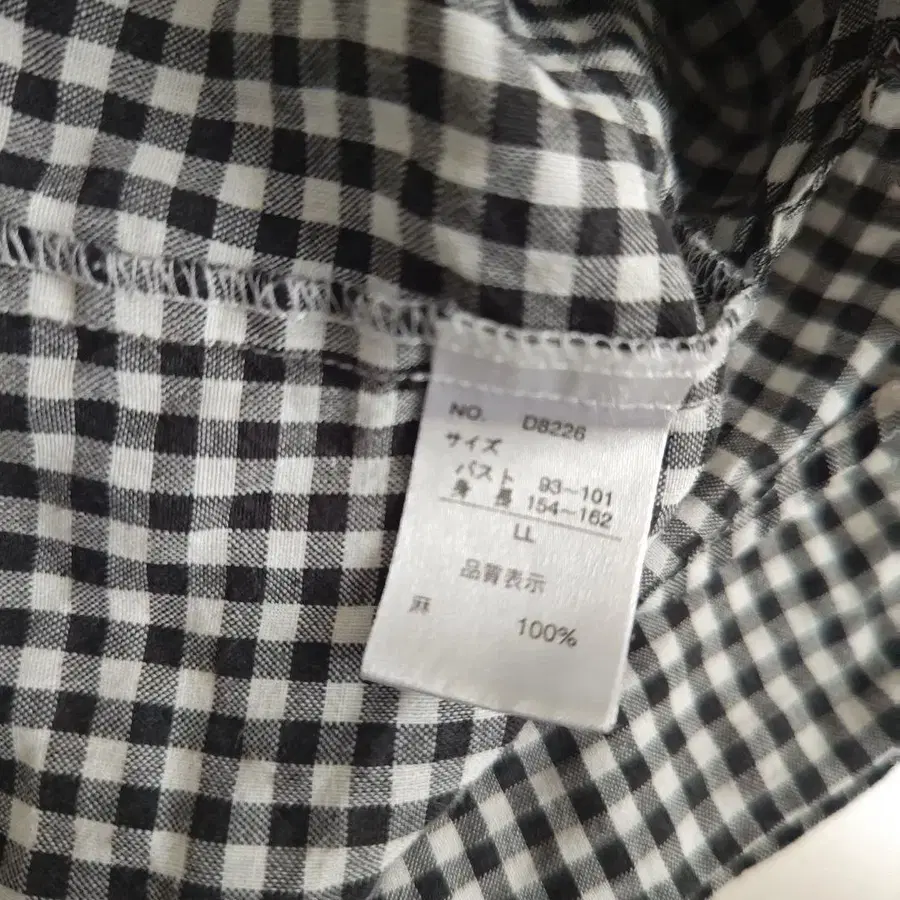 NO. D8226
サイズ
バスト 93～101
身長 154～162
LL
品質表示
麻 100%